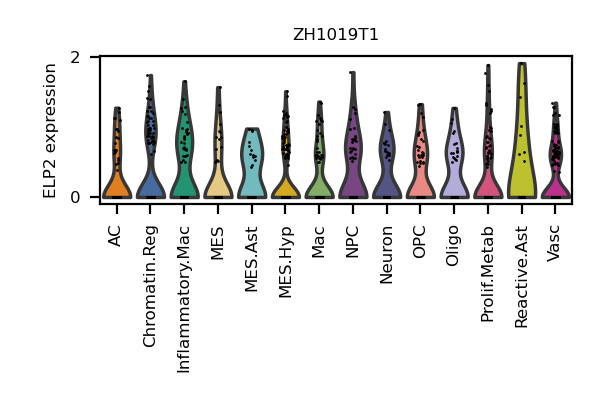 ZH1019T1
ELP2 expression
2
0
AC
Chromatin.Reg
Inflammatory.Mac
MES
MES.Ast
MES.Hyp
Mac
NPC
Neuron
OPC
Oligo
Prolif.Metab
Reactive.Ast
Vasc